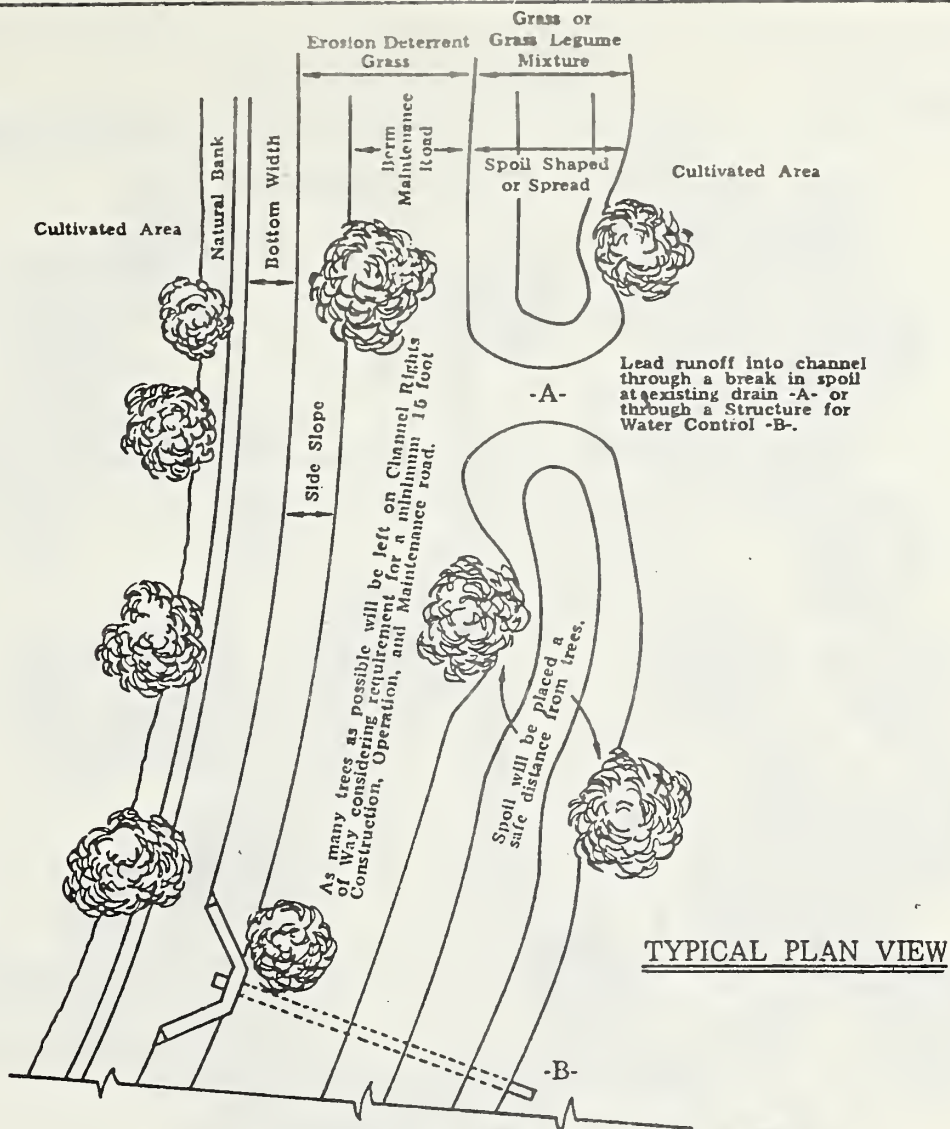 Grass or
Grass Legume
Mixture
Erosion Deterrent
Grass
Berm
Maintenance
Road
Spoil Shaped
or Spread
Cultivated Area
Cultivated Area
Natural Bank
Bottom Width
Side Slope
As many trees as possible will be left on Channel Rights
of Way considering requirement for a minimum 16 foot
Construction, Operation, and Maintenance road.
-A-
Lead runoff into channel
through a break in spoil
at existing drain -A- or
through a Structure for
Water Control -B-.
Spoil will be placed a
safe distance from trees.
TYPICAL PLAN VIEW
-B-